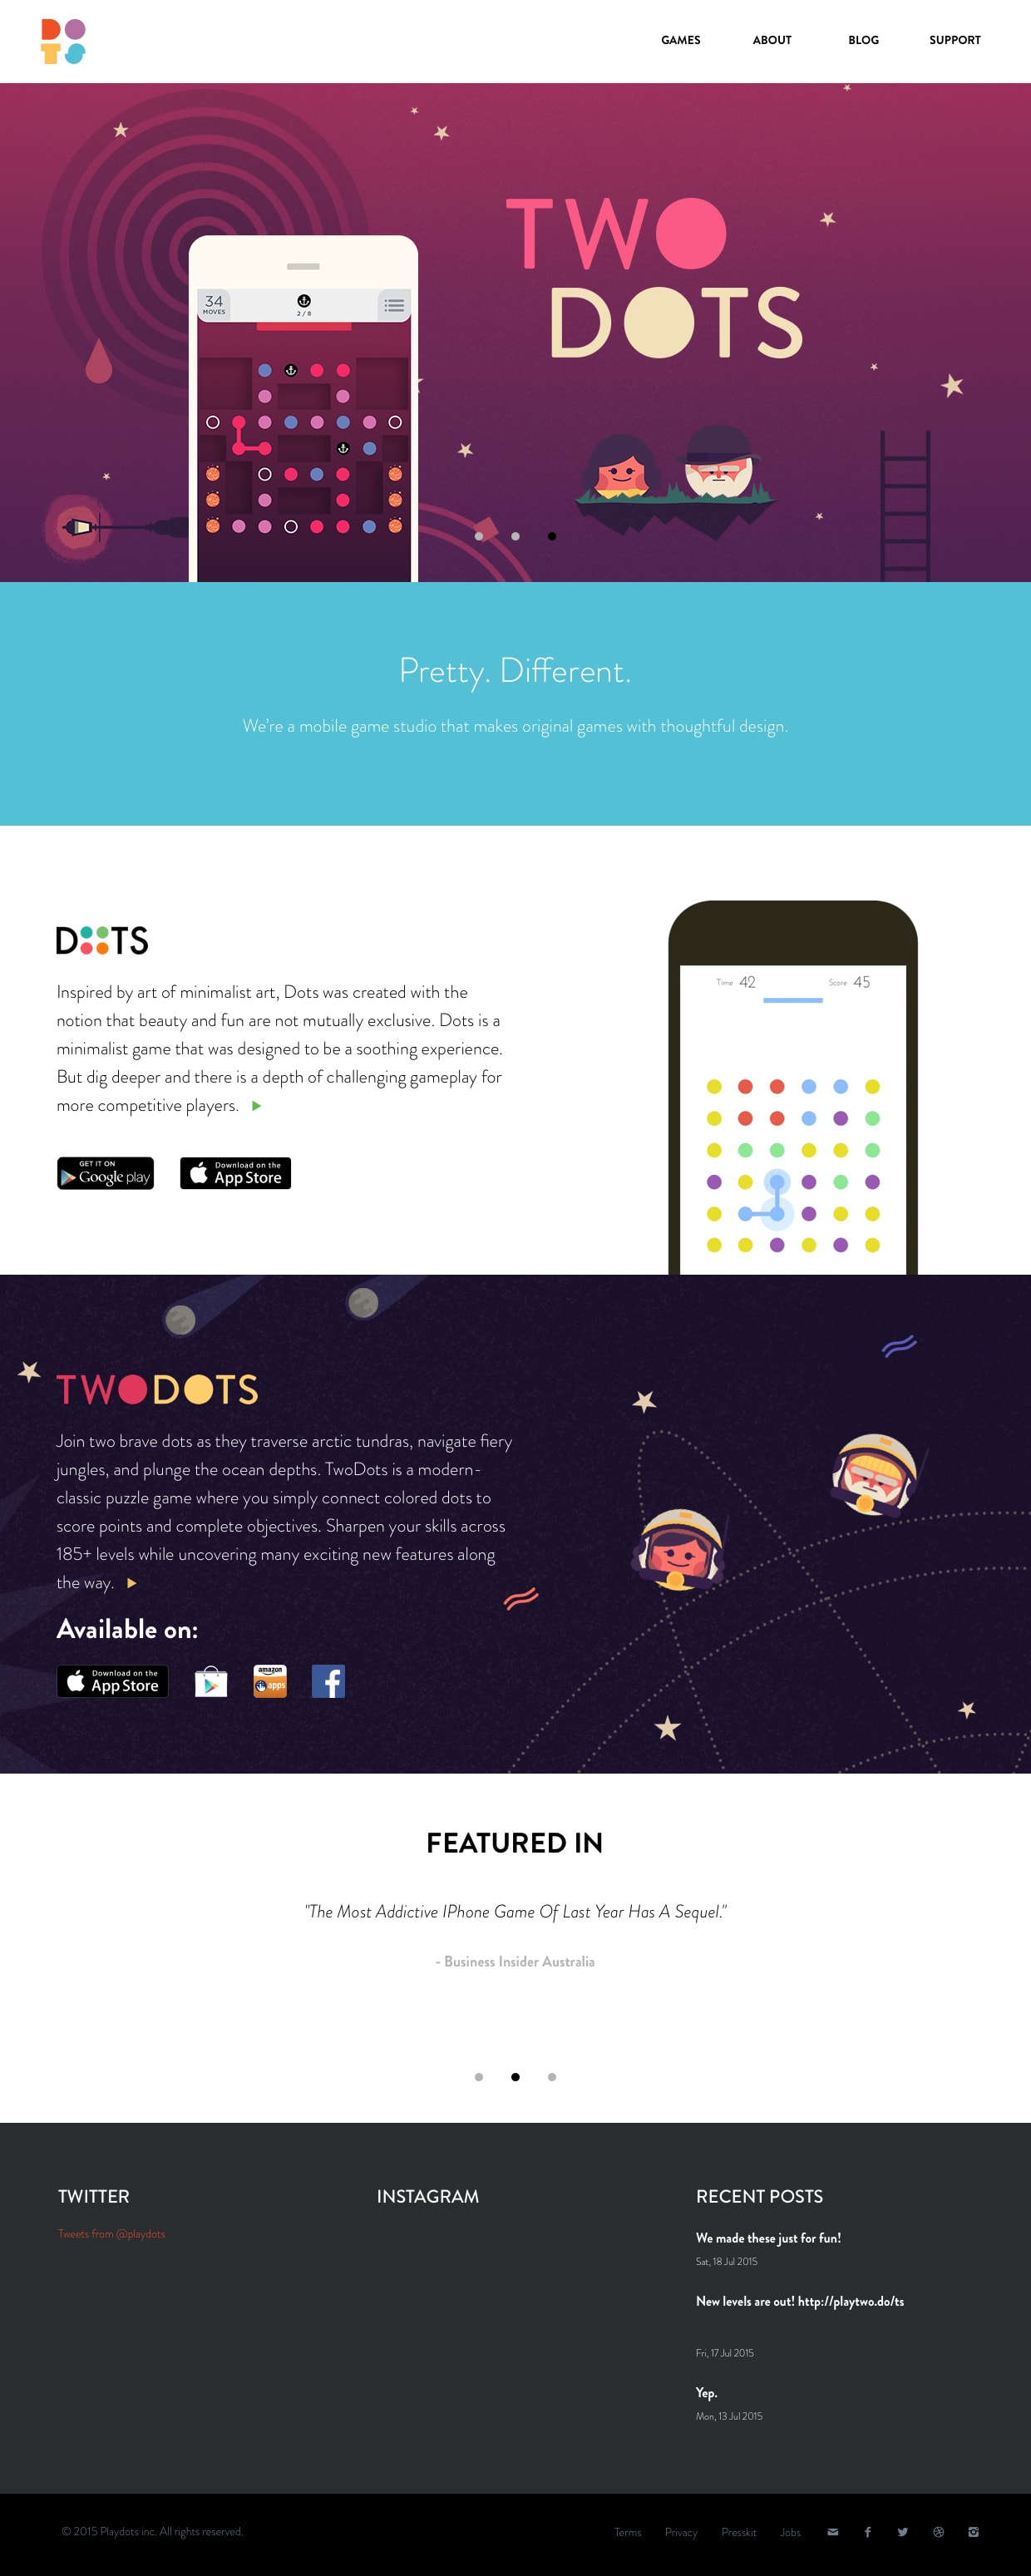 DOTS
GAMES ABOUT BLOG SUPPORT
TWO
DOTS
34
MOVES
2 / 8
Pretty. Different.
We're a mobile game studio that makes original games with thoughtful design.
DOTS
Inspired by art of minimalist art, Dots was created with the
notion that beauty and fun are not mutually exclusive. Dots is a
minimalist game that was designed to be a soothing experience.
But dig deeper and there is a depth of challenging gameplay for
more competitive players.
GET IT ON
Google play
Download on the
App Store
Time 42 Score 45
TWODOTS
Join two brave dots as they traverse arctic tundras, navigate fiery
jungles, and plunge the ocean depths. TwoDots is a modern-
classic puzzle game where you simply connect colored dots to
score points and complete objectives. Sharpen your skills across
185+ levels while uncovering many exciting new features along
the way.
Available on:
Download on the
App Store
amazon
apps
FEATURED IN
"The Most Addictive IPhone Game Of Last Year Has A Sequel."
- Business Insider Australia
TWITTER
Tweets from @playdots
INSTAGRAM
RECENT POSTS
We made these just for fun!
Sat, 18 Jul 2015
New levels are out! http://playtwo.do/ts
Fri, 17 Jul 2015
Yep.
Mon, 13 Jul 2015
© 2015 Playdots inc. All rights reserved.
Terms Privacy Presskit Jobs